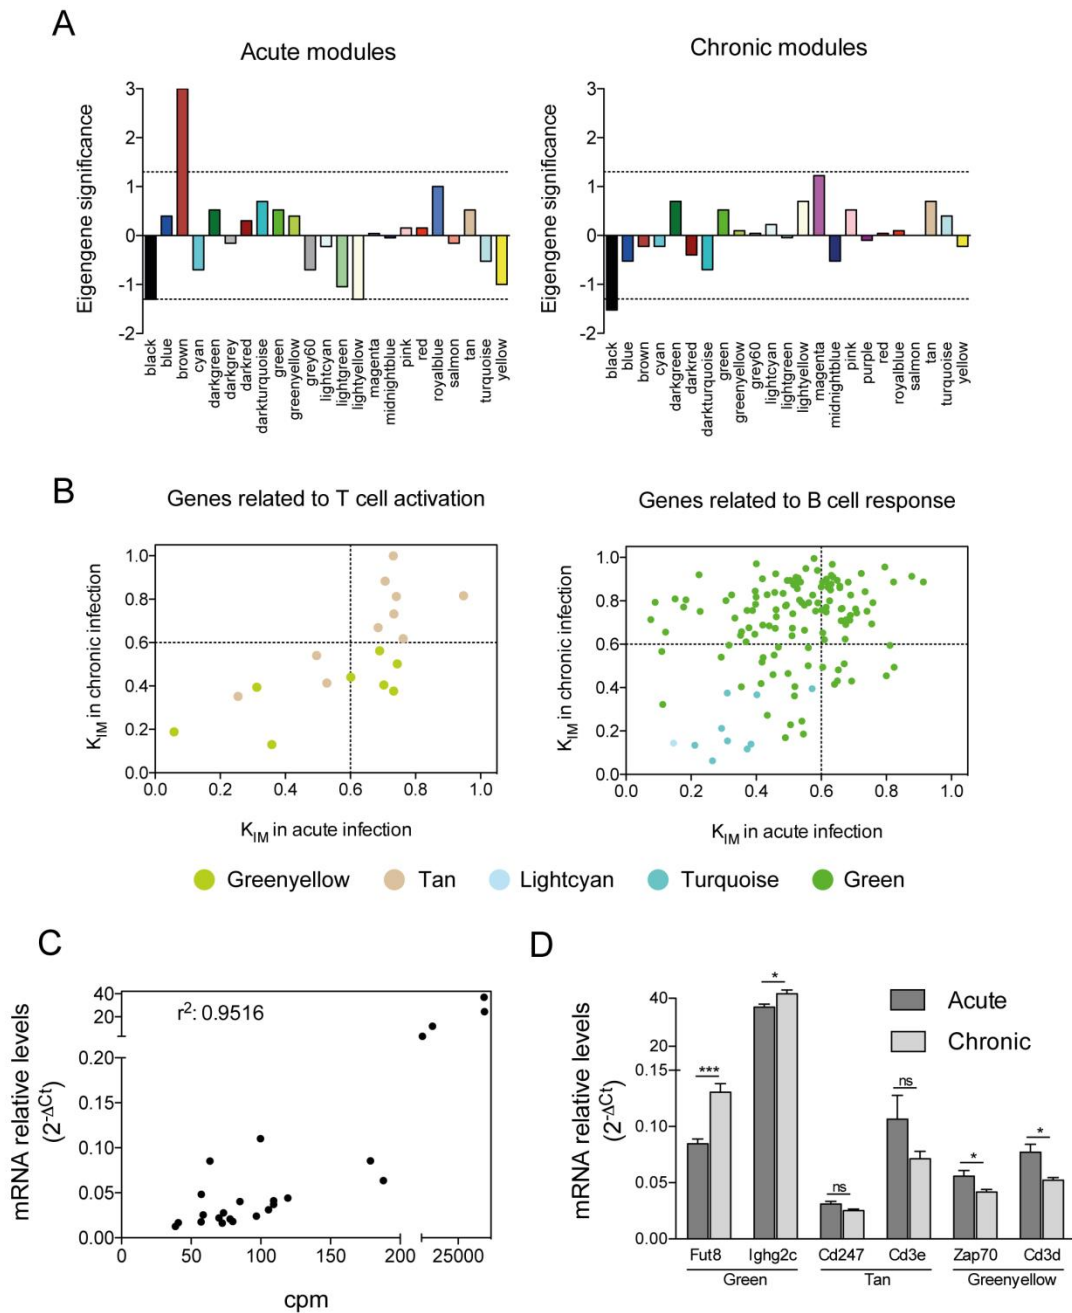 A
Acute modules
Chronic modules
Eigengene significance
3
2
1
0
-1
-2
black
blue
brown
cyan
darkgreen
darkgrey
darkred
darkturquoise
green
greenyellow
grey60
lightcyan
lightgreen
lightyellow
magenta
midnightblue
pink
red
royalblue
salmon
tan
turquoise
yellow
Eigengene significance
3
2
1
0
-1
-2
black
blue
brown
cyan
darkgreen
darkred
darkturquoise
green
greenyellow
grey60
lightcyan
lightgreen
lightyellow
magenta
midnightblue
pink
purple
red
royalblue
salmon
tan
turquoise
yellow
B
Genes related to T cell activation
Genes related to B cell response
KIM in chronic infection
1.0
0.8
0.6
0.4
0.2
0.0
0.0 0.2 0.4 0.6 0.8 1.0
KIM in acute infection
KIM in chronic infection
1.0
0.8
0.6
0.4
0.2
0.0
0.0 0.2 0.4 0.6 0.8 1.0
KIM in acute infection
Greenyellow Tan Lightcyan Turquoise Green
C
mRNA relative levels
(2-ΔCt)
r2: 0.9516
40
20
0.20
0.15
0.10
0.05
0.00
0 50 100 150 200 25000
cpm
D
mRNA relative levels
(2-ΔCt)
Acute
Chronic
40
20
0.15
0.10
0.05
0.00
*** * ns ns * *
Fut8 Ighg2c Cd247 Cd3e Zap70 Cd3d
Green Tan Greenyellow